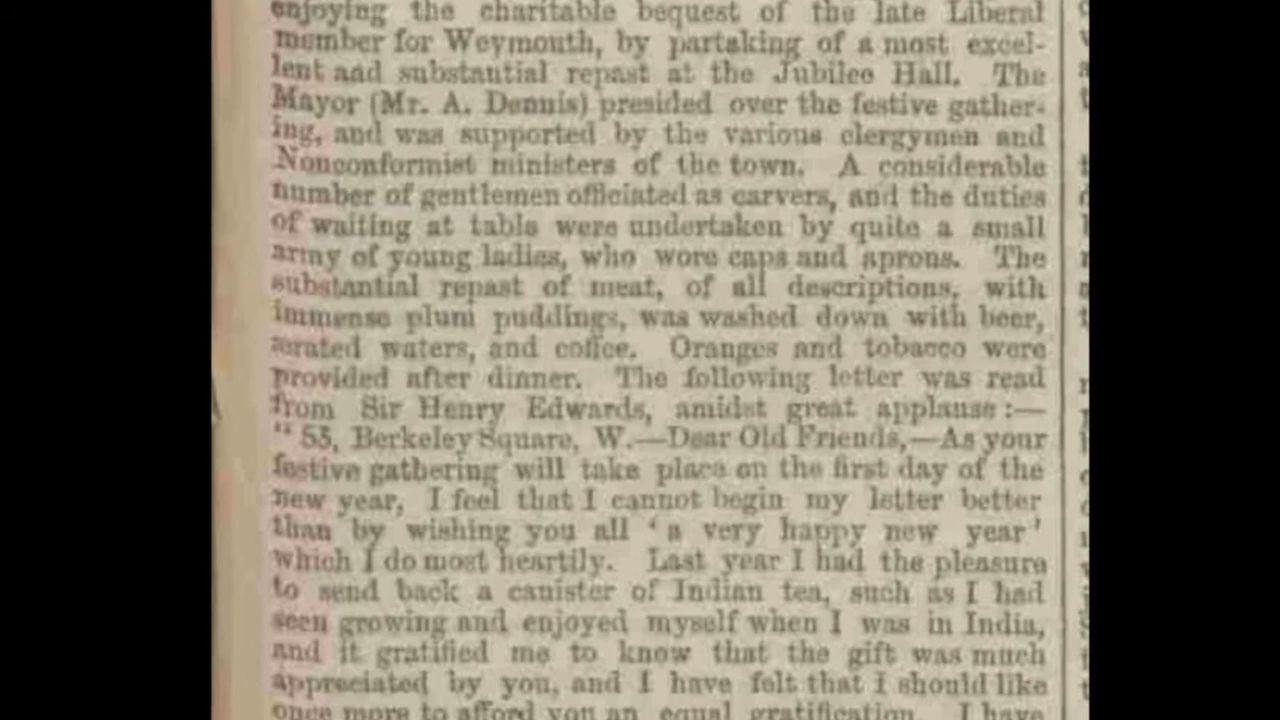 enjoying the charitable bequest of the late Liberal
member for Weymouth, by partaking of a most excel-
lent and substantial repast at the Jubilee Hall. The
Mayor (Mr. A. Dennis) presided over the festive gather-
ing, and was supported by the various clergymen and
Nonconformist ministers of the town. A considerable
number of gentlemen officiated as carvers, and the duties
of waiting at table were undertaken by quite a small
army of young ladies, who wore caps and aprons. The
substantial repast of meat, of all descriptions, with
immense plum puddings, was washed down with beer,
ærated waters, and coffee. Oranges and tobacco were
provided after dinner. The following letter was read
from Sir Henry Edwards, amidst great applause :—
" 53, Berkeley Square, W.—Dear Old Friends,—As your
festive gathering will take place on the first day of the
new year, I feel that I cannot begin my letter better
than by wishing you all ‘ a very happy new year ’
which I do most heartily. Last year I had the pleasure
to send back a canister of Indian tea, such as I had
seen growing and enjoyed myself when I was in India,
and it gratified me to know that the gift was much
appreciated by you, and I have felt that I should like
once more to afford you an equal gratification. I have